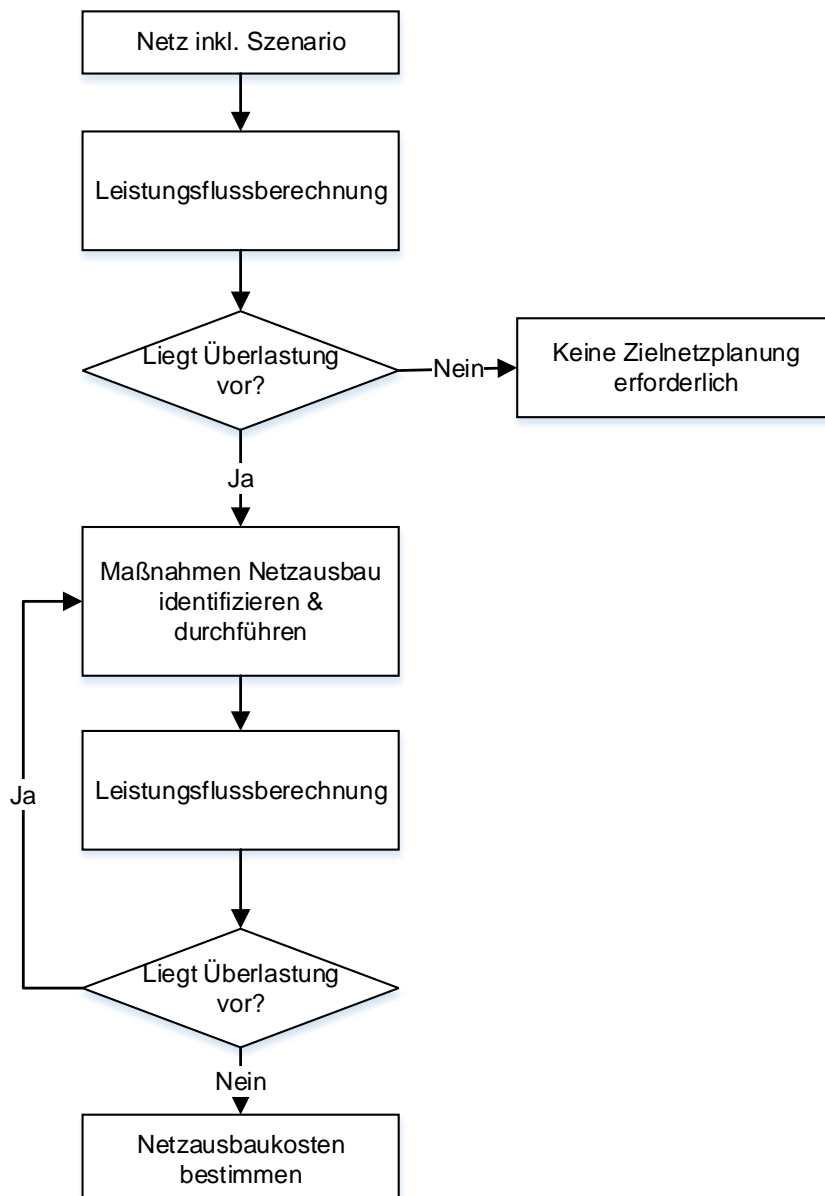 Netz inkl. Szenario
Leistungsflussberechnung
Liegt Überlastung
vor?
Nein
Keine Zielnetzplanung
erforderlich
Ja
Maßnahmen Netzausbau
identifizieren &
durchführen
Leistungsflussberechnung
Ja
Liegt Überlastung
vor?
Nein
Netzausbaukosten
bestimmen